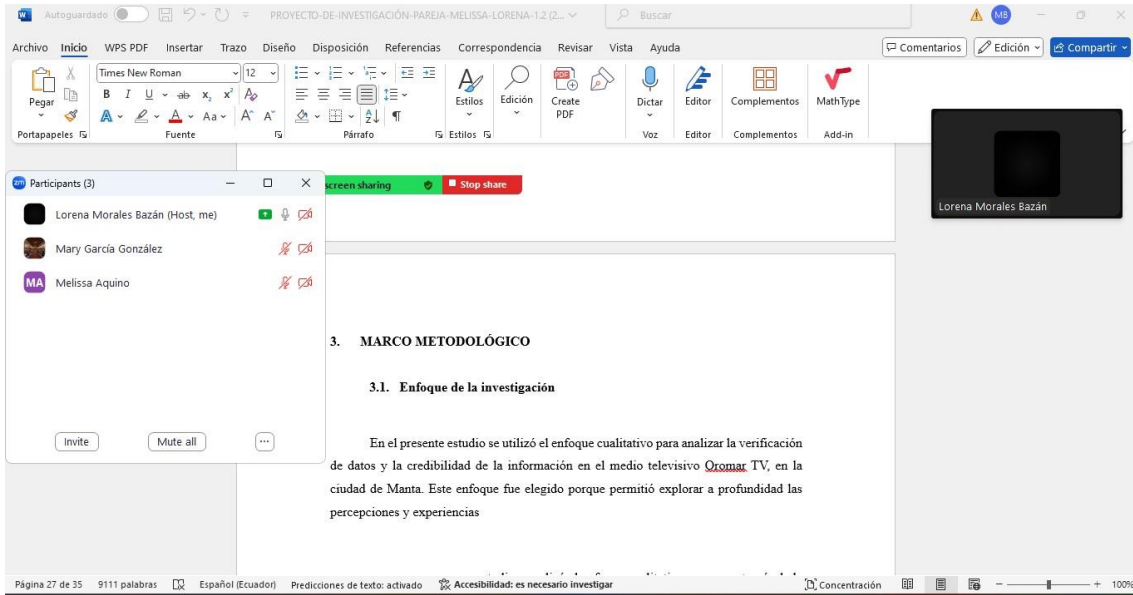 Autoguardado
PROYECTO-DE-INVESTIGACIÓN-PAREJA-MELISSA-LORENA-1.2 (2...
Buscar
MB
Archivo Inicio WPS PDF Insertar Trazo Diseño Disposición Referencias Correspondencia Revisar Vista Ayuda
Comentarios Edición Compartir
Times New Roman 12
Pegar
Portapapeles
Fuente
Párrafo
Estilos
Estilos
Edición
Create PDF
Dictar
Voz
Editor
Editor
Complementos
Complementos
MathType
Add-in
screen sharing Stop share
Lorena Morales Bazán
zm Participants (3)
Lorena Morales Bazán (Host, me)
Mary García González
MA Melissa Aquino
Invite Mute all
3. MARCO METODOLÓGICO
3.1. Enfoque de la investigación
En el presente estudio se utilizó el enfoque cualitativo para analizar la verificación
de datos y la credibilidad de la información en el medio televisivo Oromar TV, en la
ciudad de Manta. Este enfoque fue elegido porque permitió explorar a profundidad las
percepciones y experiencias
Página 27 de 35 9111 palabras Español (Ecuador) Predicciones de texto: activado Accesibilidad: es necesario investigar Concentración 100%